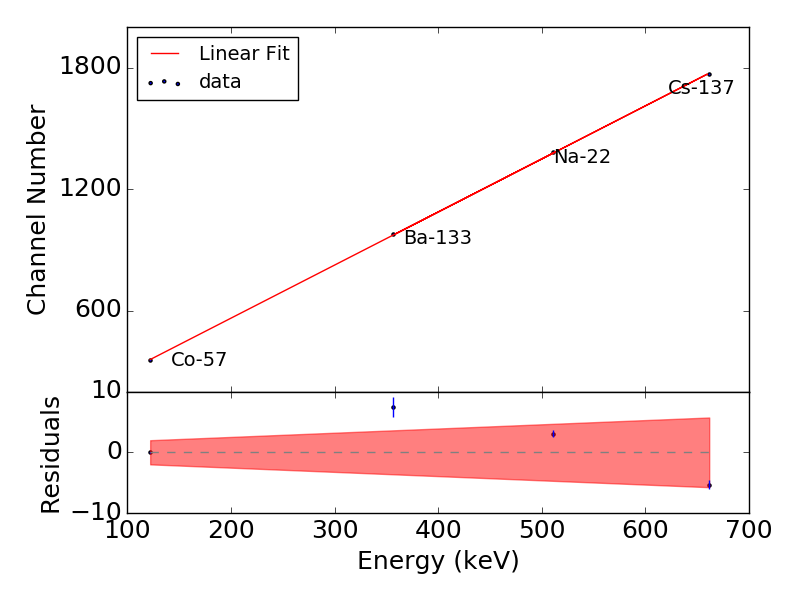 Linear Fit
data
1800
1200
600
Channel Number
Cs-137
Na-22
Ba-133
Co-57
10
0
−10
Residuals
100 200 300 400 500 600 700
Energy (keV)